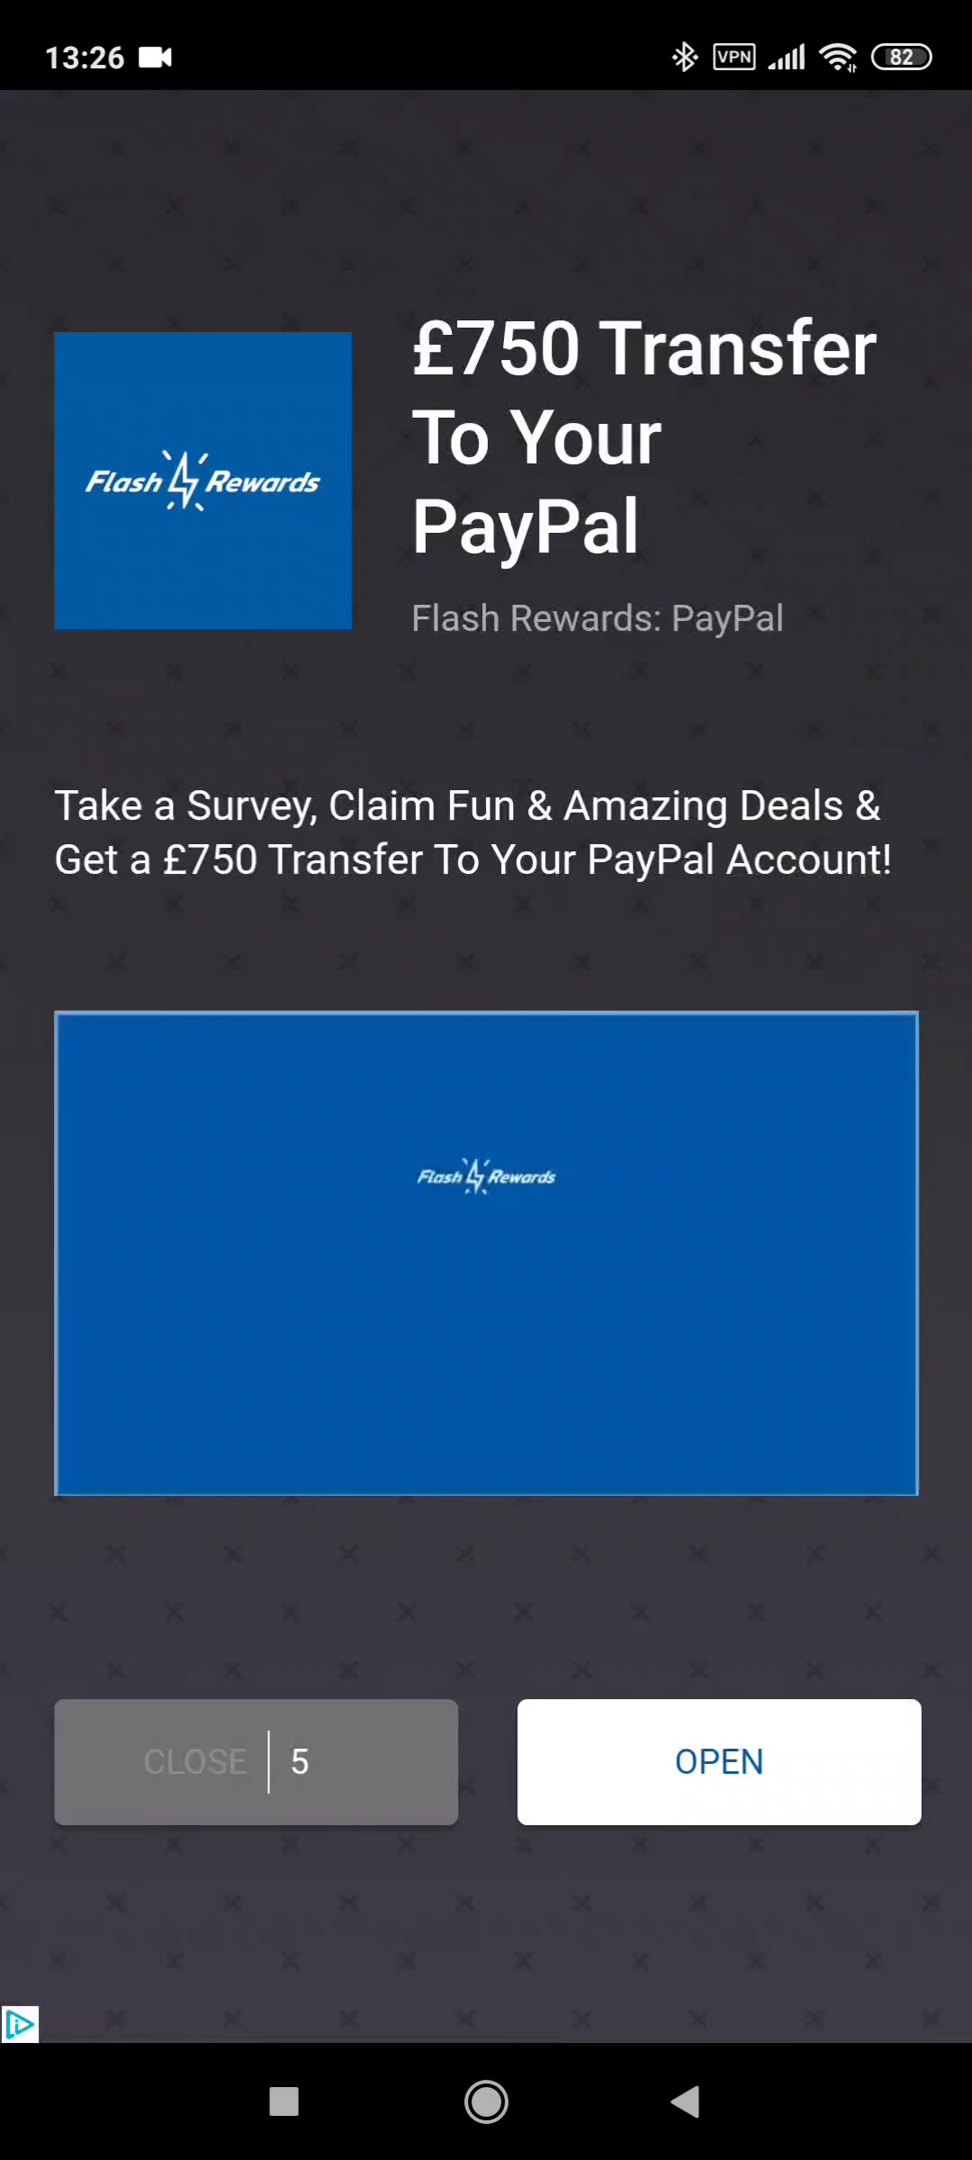 13:26
VPN
82
£750 Transfer
To Your
PayPal
Flash Rewards
Flash Rewards: PayPal
Take a Survey, Claim Fun & Amazing Deals &
Get a £750 Transfer To Your PayPal Account!
Flash Rewards
CLOSE 5
OPEN